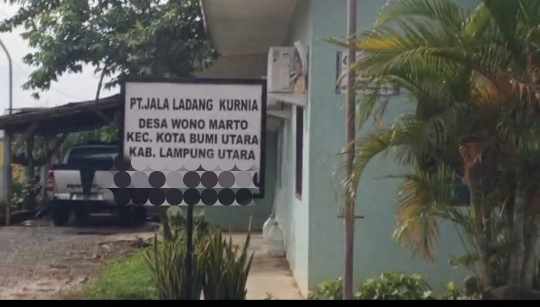 PT.JALA LADANG KURNIA
DESA WONO MARTO
KEC. KOTA BUMI UTARA
KAB. LAMPUNG UTARA